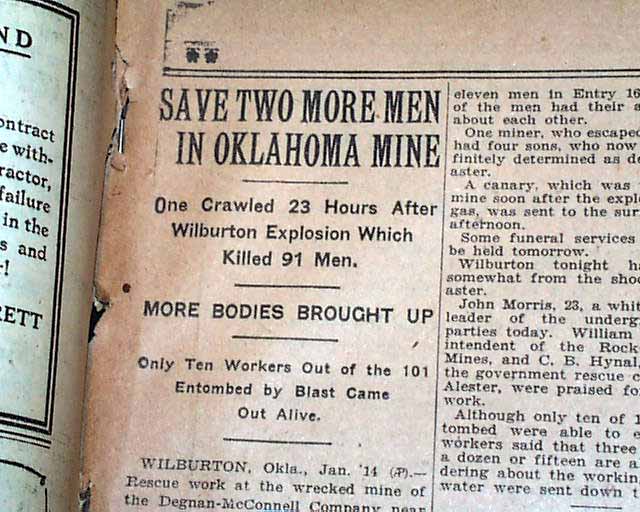 ND
ontract
e with-
ractor,
failure
in the
s and
r!
RETT
SAVE TWO MORE MEN
IN OKLAHOMA MINE
One Crawled 23 Hours After
Wilburton Explosion Which
Killed 91 Men.
MORE BODIES BROUGHT UP
Only Ten Workers Out of the 101
Entombed by Blast Came
Out Alive.
WILBURTON, Okla., Jan. 14 (AP).—
Rescue work at the wrecked mine of
the Degnan-McConnell Company near
eleven men in Entry 16
of the men had their a
about each other.
One miner, who escaped
had four sons, who now
finitely determined as de
aster.
A canary, which was
mine soon after the explo
gas, was sent to the sur
afternoon.
Some funeral services
be held tomorrow.
Wilburton tonight ha
somewhat from the shoc
aster.
John Morris, 23, a whit
leader of the underg
parties today. William
intendent of the Rock
Mines, and C. B. Hynal,
the government rescue c
Alester, were praised fo
work.
Although only ten of 1
tombed were able to e
workers said that three
a dozen or fifteen are a
dering about the workin
water were sent down t